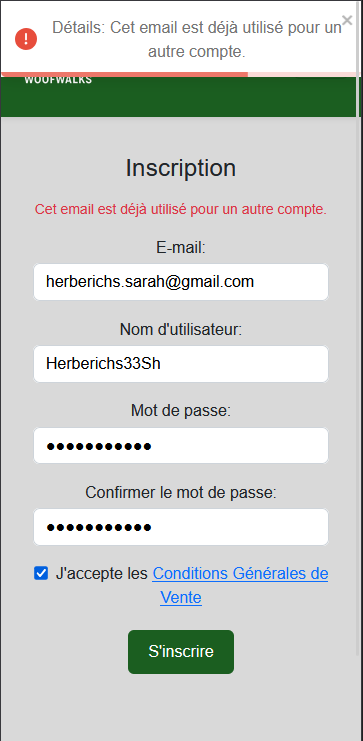 Détails: Cet email est déjà utilisé pour un
autre compte.
×
WOOFWALKS
Inscription
Cet email est déjà utilisé pour un autre compte.
E-mail:
herberichs.sarah@gmail.com
Nom d'utilisateur:
Herberichs33Sh
Mot de passe:
●●●●●●●●●●●
Confirmer le mot de passe:
●●●●●●●●●●●
J'accepte les Conditions Générales de
Vente
S'inscrire